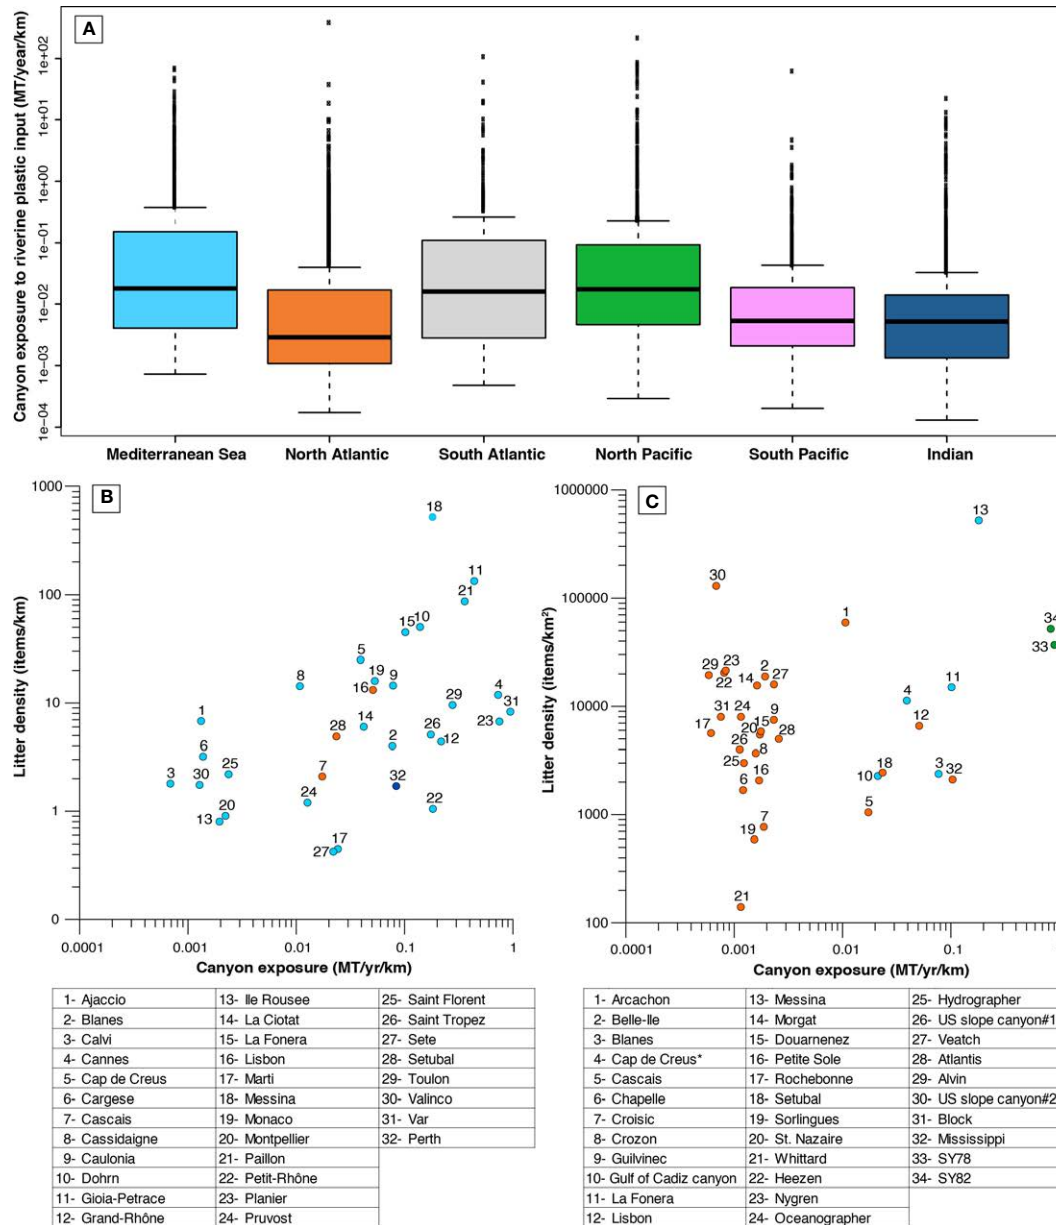 A
Canyon exposure to riverine plastic input (MT/year/km)
1e+02
1e+01
1e+00
1e−01
1e−02
1e−03
1e−04
Mediterranean Sea North Atlantic South Atlantic North Pacific South Pacific Indian
B
Litter density (items/km)
1000
100
10
1
0
0.0001 0.001 0.01 0.1 1
Canyon exposure (MT/yr/km)
18
11
21
15 10
5
19
9
8
16
4
31
29
23
1
14
28
26
12
2
6
25
7
3 30
32
24
22
20
13
17
27
C
Litter density (items/km²)
1000000
100000
10000
1000
100
0.0001 0.001 0.01 0.1
Canyon exposure (MT/yr/km)
13
30
1
34
33
29 23
22
2
27
14
11
4
31 24
9
17
15
20
12
28
26
8
25
18
10
3
32
16
6
5
7
19
21
1- Ajaccio 13- Ile Rousee 25- Saint Florent
2- Blanes 14- La Ciotat 26- Saint Tropez
3- Calvi 15- La Fonera 27- Sete
4- Cannes 16- Lisbon 28- Setubal
5- Cap de Creus 17- Marti 29- Toulon
6- Cargese 18- Messina 30- Valinco
7- Cascais 19- Monaco 31- Var
8- Cassidaigne 20- Montpellier 32- Perth
9- Caulonia 21- Paillon
10- Dohrn 22- Petit-Rhône
11- Gioia-Petrace 23- Planier
12- Grand-Rhône 24- Pruvost
1- Arcachon 13- Messina 25- Hydrographer
2- Belle-Ile 14- Morgat 26- US slope canyon#1
3- Blanes 15- Douarnenez 27- Veatch
4- Cap de Creus* 16- Petite Sole 28- Atlantis
5- Cascais 17- Rochebonne 29- Alvin
6- Chapelle 18- Setubal 30- US slope canyon#2
7- Croisic 19- Sorlingues 31- Block
8- Crozon 20- St. Nazaire 32- Mississippi
9- Guilvinec 21- Whittard 33- SY78
10- Gulf of Cadiz canyon 22- Heezen 34- SY82
11- La Fonera 23- Nygren
12- Lisbon 24- Oceanographer